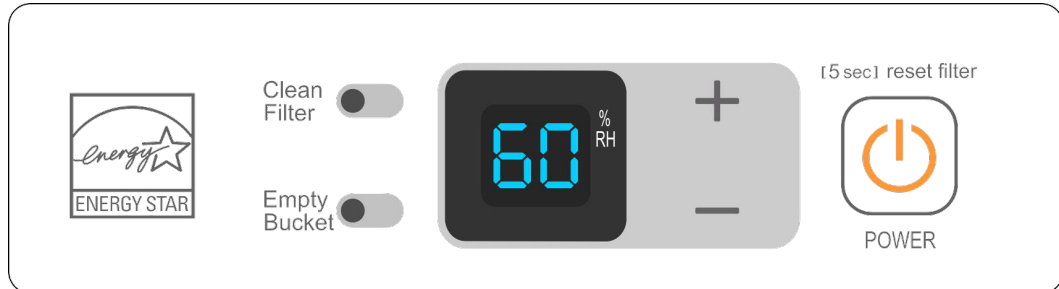 energy
ENERGY STAR
Clean
Filter
Empty
Bucket
60
%
RH
+
−
[5 sec] reset filter
POWER